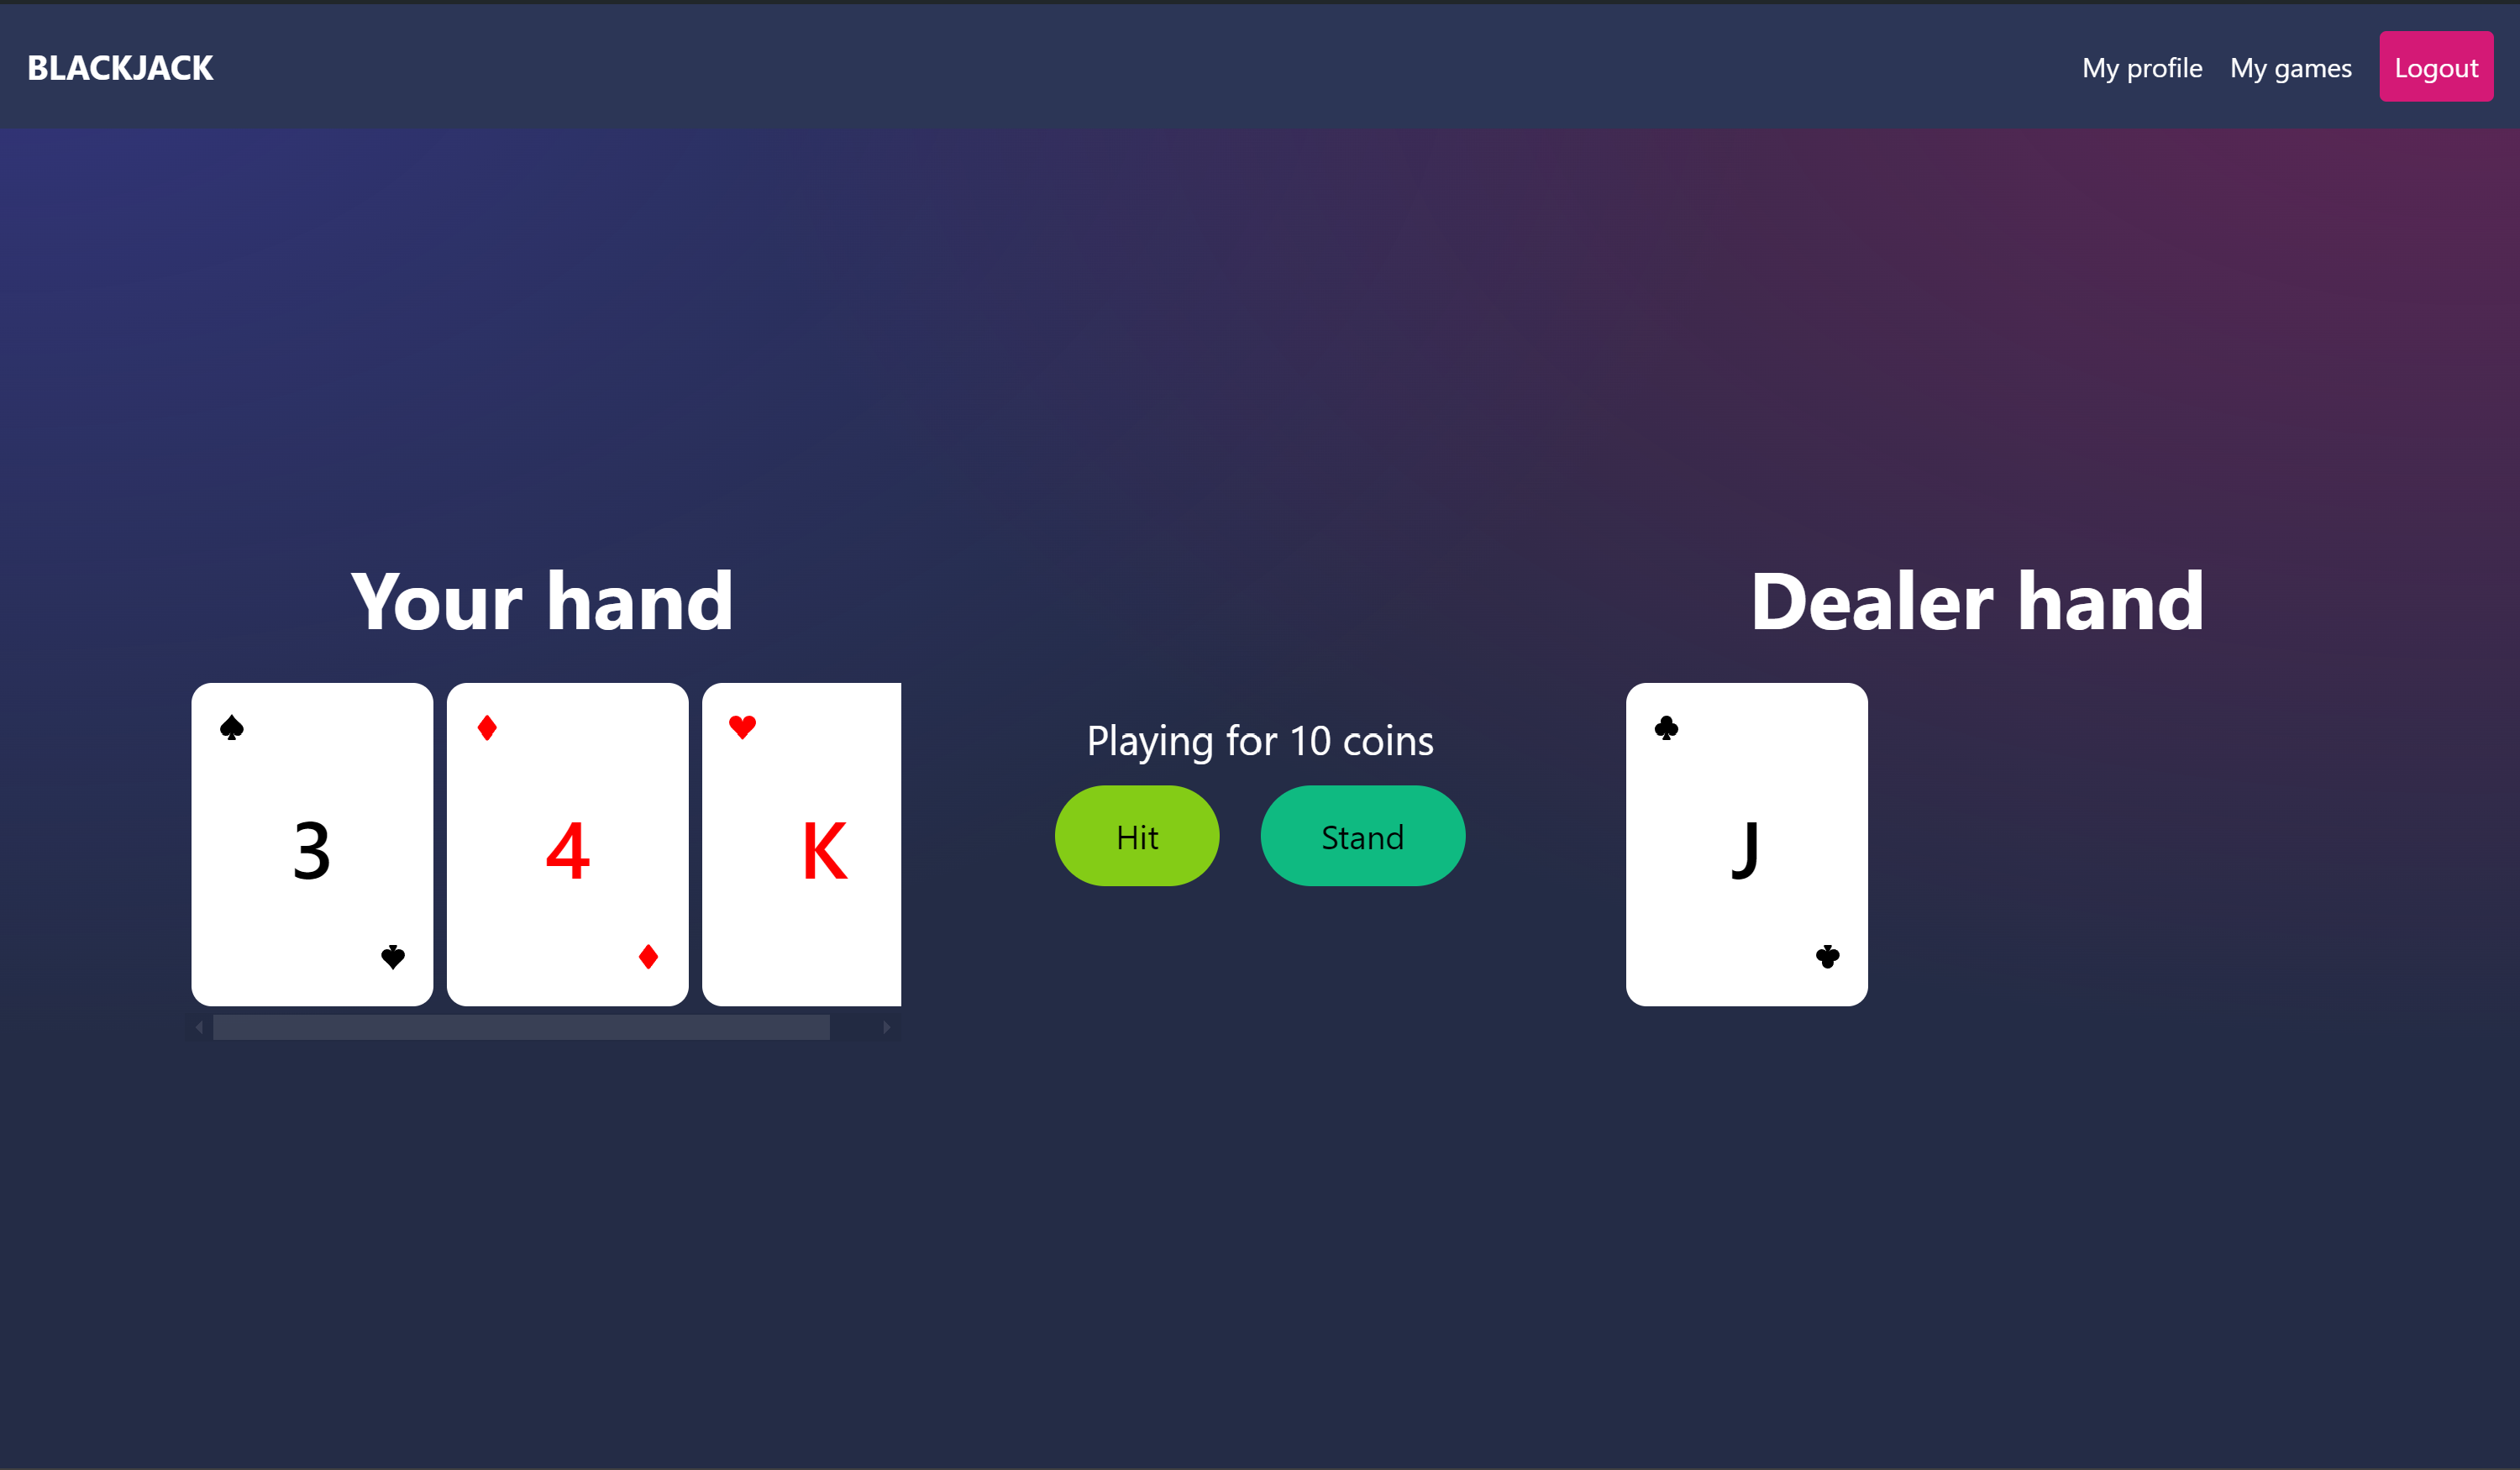 BLACKJACK
My profile My games Logout
Your hand
Dealer hand
3 4 K
Playing for 10 coins
Hit Stand
J